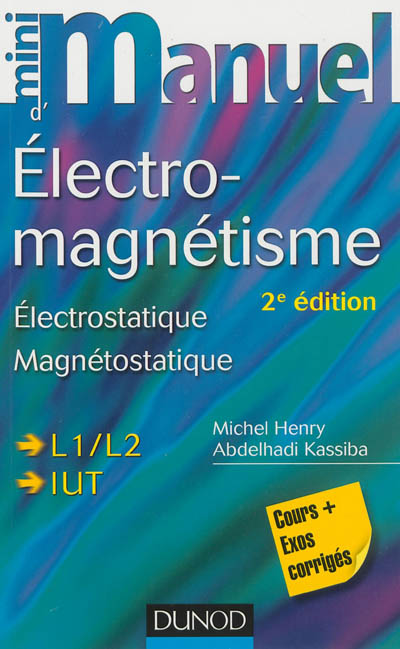 mini
Manuel
d'
Électro-
magnétisme
2e édition
Électrostatique
Magnétostatique
Michel Henry
Abdelhadi Kassiba
L1/L2
IUT
Cours +
Exos
corrigés
DUNOD